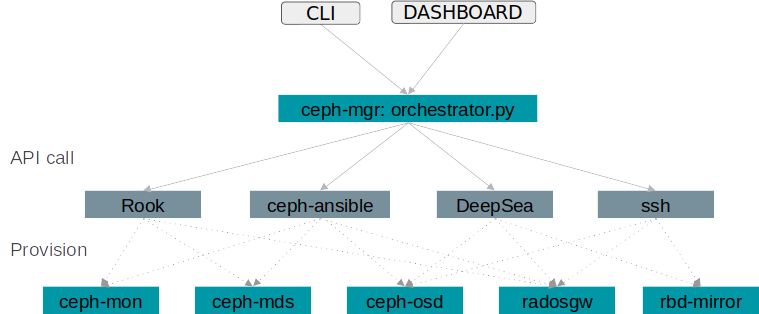 CLI
DASHBOARD
ceph-mgr: orchestrator.py
API call
Rook
ceph-ansible
DeepSea
ssh
Provision
ceph-mon
ceph-mds
ceph-osd
radosgw
rbd-mirror